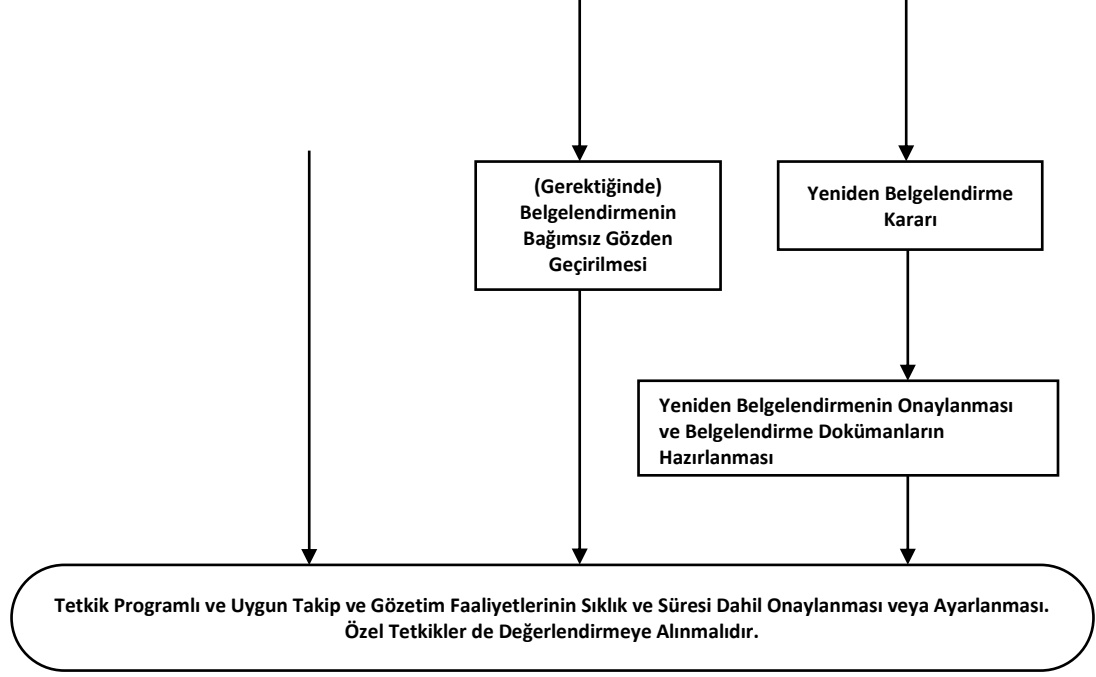 (Gerektiğinde)
Belgelendirmenin
Bağımsız Gözden
Geçirilmesi
Yeniden Belgelendirme
Kararı
Yeniden Belgelendirmenin Onaylanması
ve Belgelendirme Dokümanların
Hazırlanması
Tetkik Programlı ve Uygun Takip ve Gözetim Faaliyetlerinin Sıklık ve Süresi Dahil Onaylanması veya Ayarlanması.
Özel Tetkikler de Değerlendirmeye Alınmalıdır.